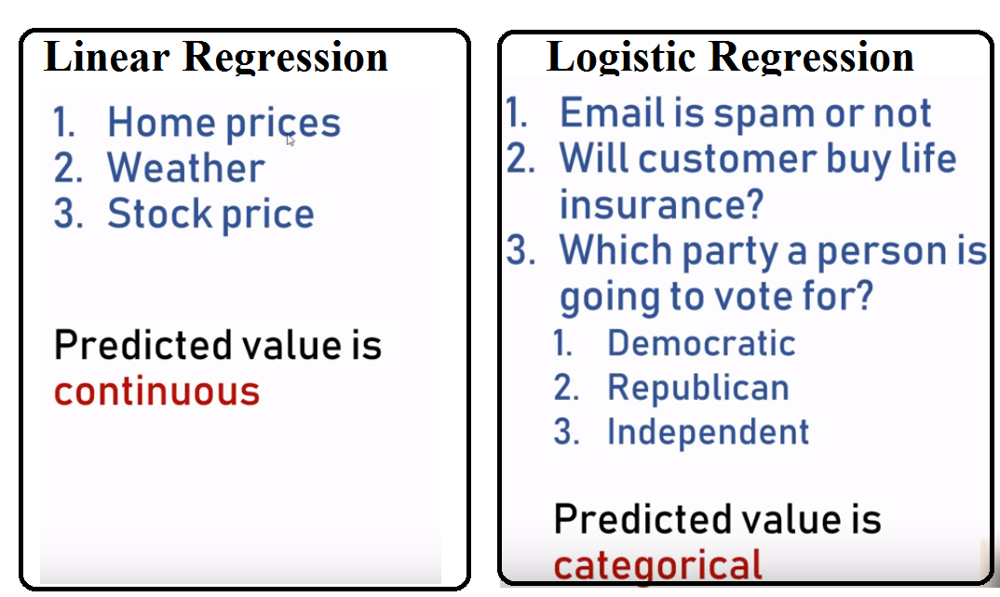 Linear Regression
1. Home prices
2. Weather
3. Stock price
Predicted value is
continuous
Logistic Regression
1. Email is spam or not
2. Will customer buy life
insurance?
3. Which party a person is
going to vote for?
1. Democratic
2. Republican
3. Independent
Predicted value is
categorical